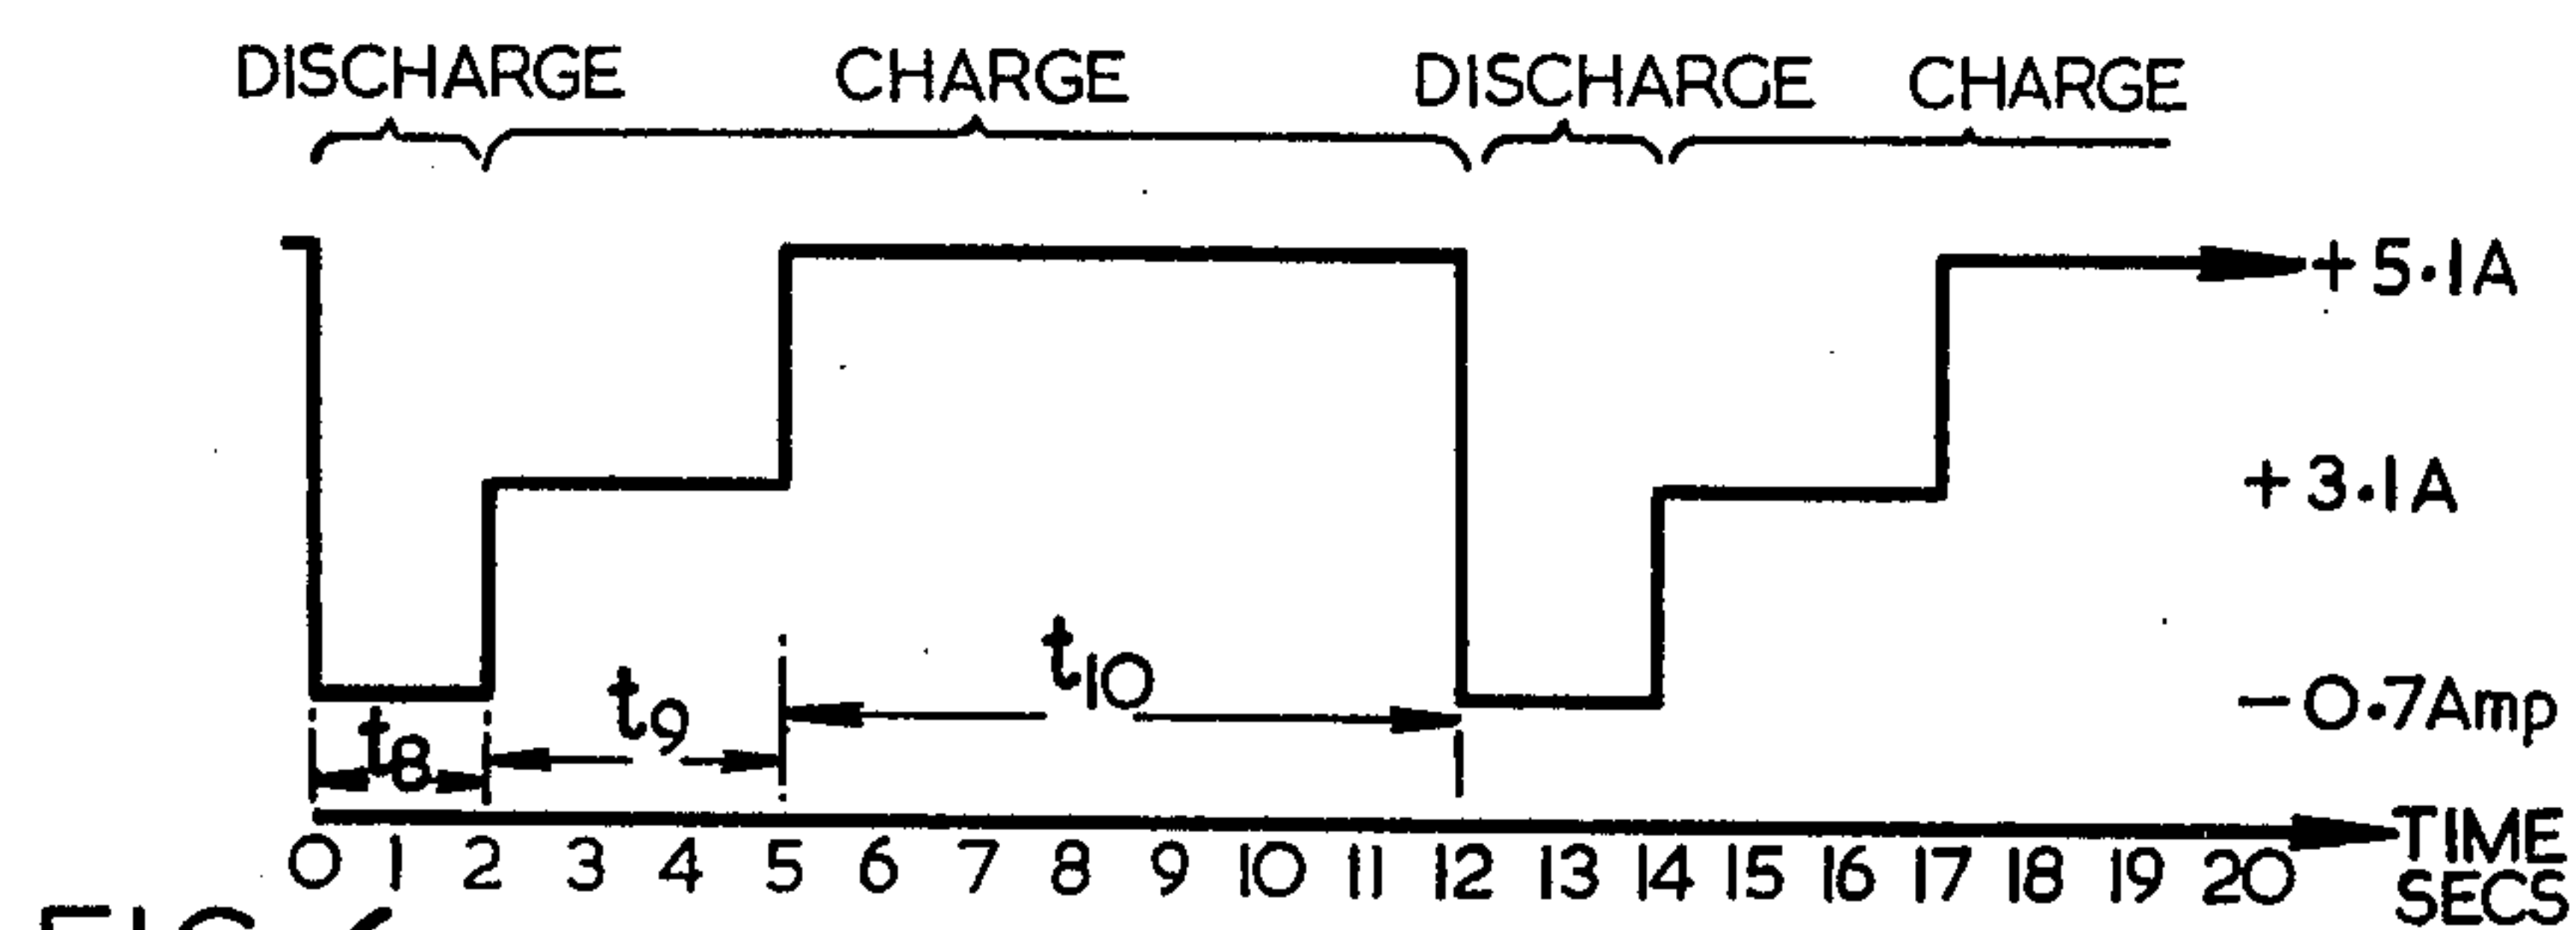 DISCHARGE CHARGE DISCHARGE CHARGE
+5.1A
+3.1A
t8 t9 t10 -0.7Amp
0 1 2 3 4 5 6 7 8 9 10 11 12 13 14 15 16 17 18 19 20 TIME
SECS